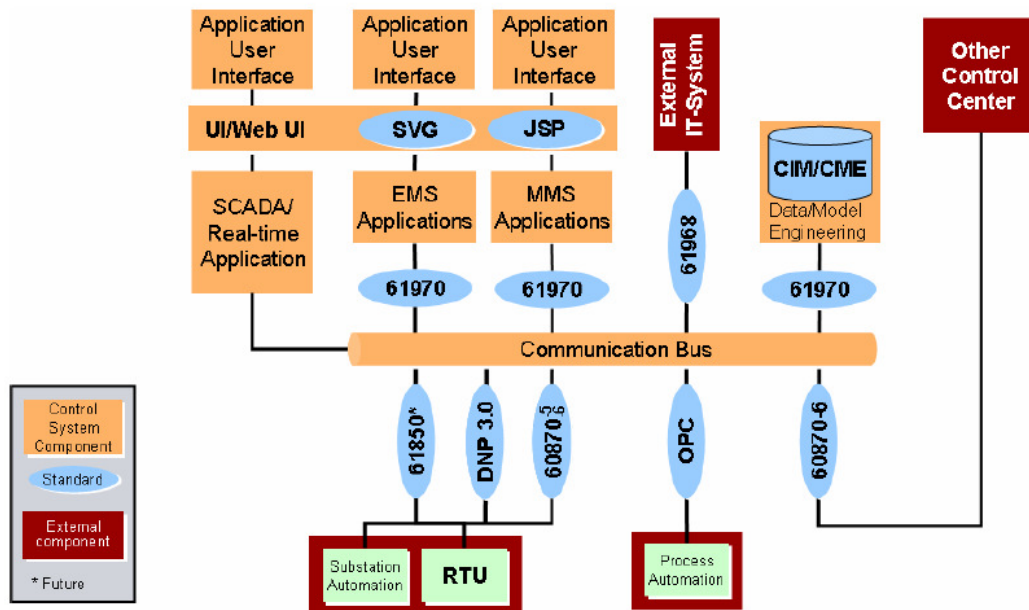 Application
User
Interface
Application
User
Interface
Application
User
Interface
External
IT-System
Other
Control
Center
UI/Web UI
SVG
JSP
CIM/CME
Data/Model
Engineering
SCADA/
Real-time
Application
EMS
Applications
MMS
Applications
61968
61970
61970
61970
Communication Bus
61850*
DNP 3.0
60870-5
-6
OPC
60870-6
Control
System
Component
Standard
External
component
* Future
Substation
Automation
RTU
Process
Automation